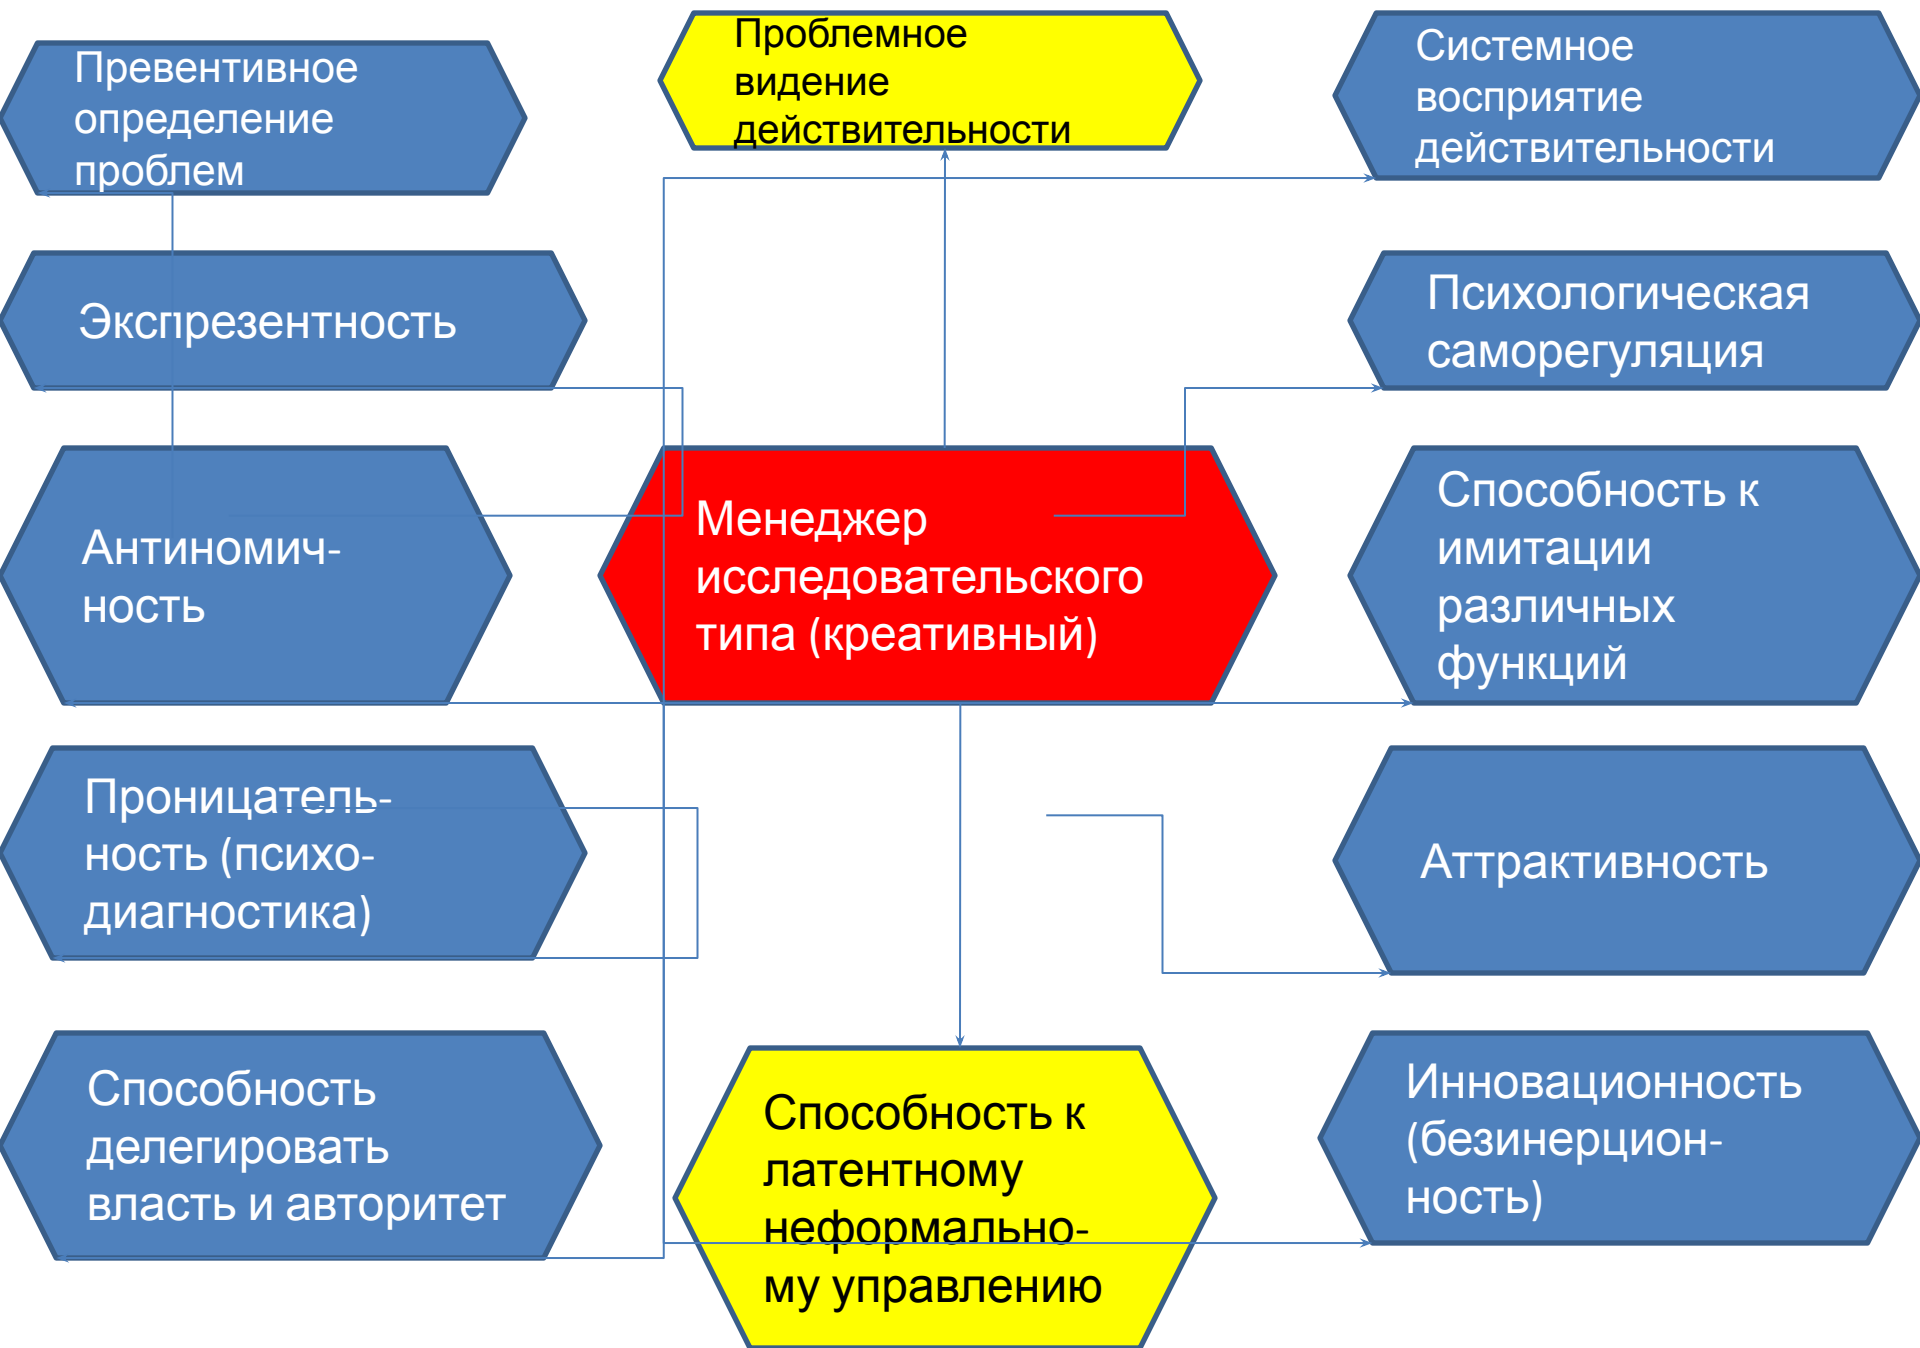 Превентивное
определение
проблем
Проблемное
видение
действительности
Системное
восприятие
действительности
Экспрезентность
Психологическая
саморегуляция
Антиномич-
ность
Менеджер
исследовательского
типа (креативный)
Способность к
имитации
различных
функций
Проницатель-
ность (психо-
диагностика)
Аттрактивность
Способность
делегировать
власть и авторитет
Способность к
латентному
неформально-
му управлению
Инновационность
(безинерцион-
ность)